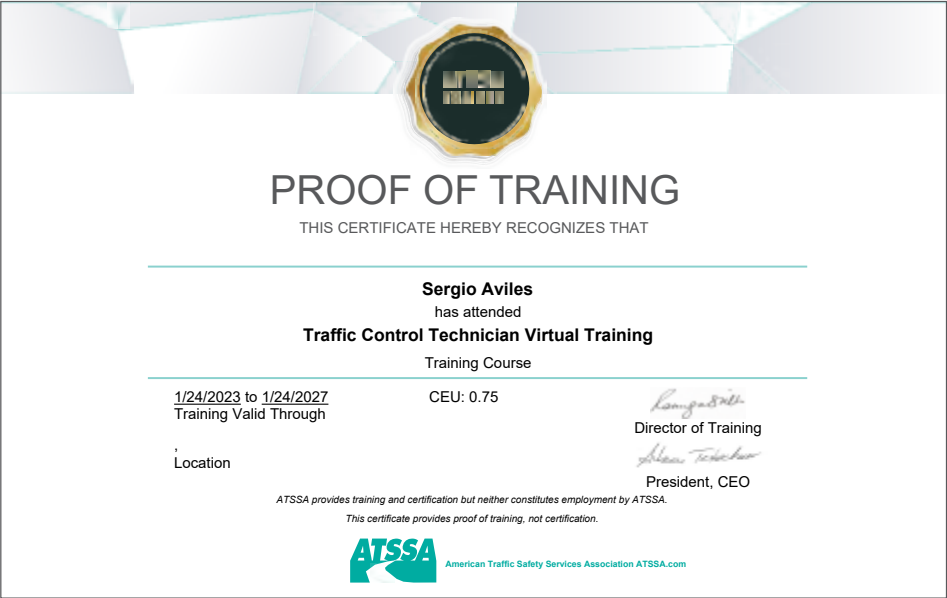 PROOF OF TRAINING
THIS CERTIFICATE HEREBY RECOGNIZES THAT
Sergio Aviles
has attended
Traffic Control Technician Virtual Training
Training Course
1/24/2023 to 1/24/2027
Training Valid Through
CEU: 0.75
,
Location
Director of Training
President, CEO
ATSSA provides training and certification but neither constitutes employment by ATSSA.
This certificate provides proof of training, not certification.
ATSSA
American Traffic Safety Services Association ATSSA.com